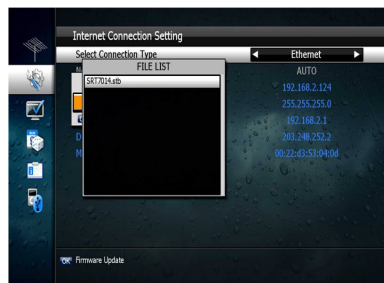 Internet Connection Setting
Select Connection Type
Ethernet
FILE LIST
AUTO
SRT7014.stb
192.168.2.124
255.255.255.0
192.168.2.1
D
203.248.252.2
M
00:22:d3:53:04:0d
OK Firmware Update